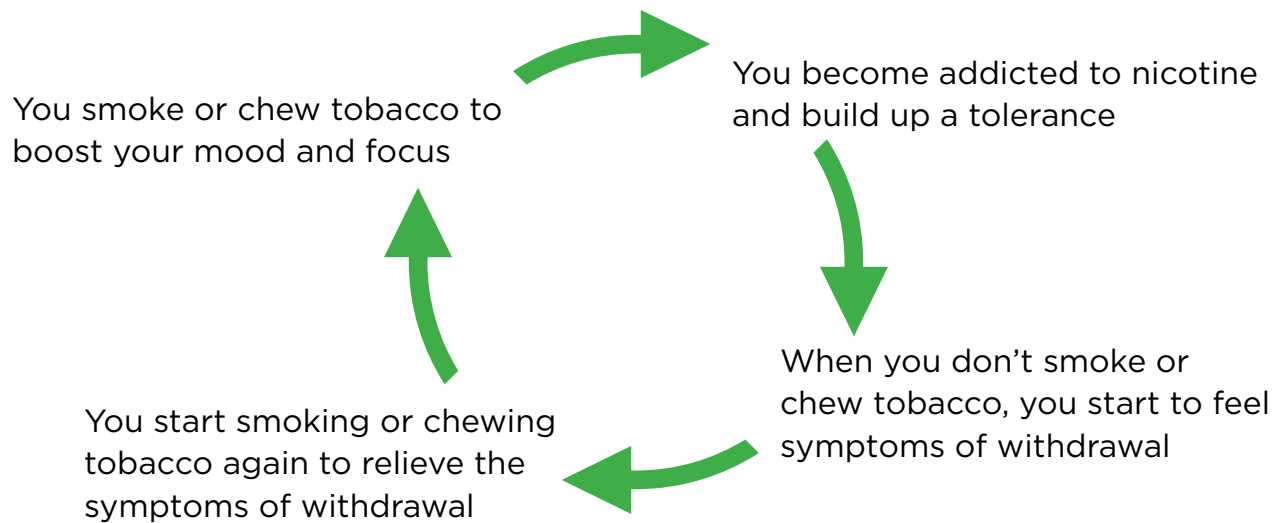 You smoke or chew tobacco to
boost your mood and focus
You become addicted to nicotine
and build up a tolerance
When you don’t smoke or
chew tobacco, you start to feel
symptoms of withdrawal
You start smoking or chewing
tobacco again to relieve the
symptoms of withdrawal